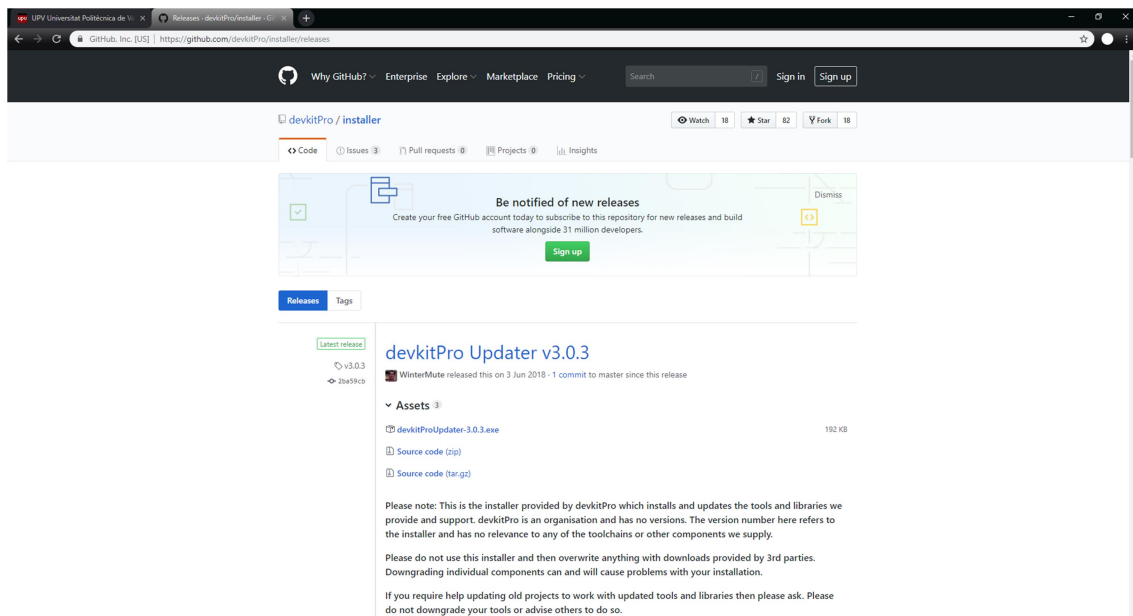 UPV Universitat Politècnica de V
Releases · devkitPro/installer · Gi
GitHub, Inc. [US] | https://github.com/devkitPro/installer/releases
Why GitHub? Enterprise Explore Marketplace Pricing Search / Sign in Sign up
devkitPro / installer
Watch 18 Star 82 Fork 18
Code Issues 3 Pull requests 0 Projects 0 Insights
Be notified of new releases
Dismiss
Create your free GitHub account today to subscribe to this repository for new releases and build
software alongside 31 million developers.
Sign up
Releases Tags
Latest release
v3.0.3
2ba59cb
devkitPro Updater v3.0.3
WinterMute released this on 3 Jun 2018 · 1 commit to master since this release
Assets 3
devkitProUpdater-3.0.3.exe 192 KB
Source code (zip)
Source code (tar.gz)
Please note: This is the installer provided by devkitPro which installs and updates the tools and libraries we
provide and support. devkitPro is an organisation and has no versions. The version number here refers to
the installer and has no relevance to any of the toolchains or other components we supply.
Please do not use this installer and then overwrite anything with downloads provided by 3rd parties.
Downgrading individual components can and will cause problems with your installation.
If you require help updating old projects to work with updated tools and libraries then please ask. Please
do not downgrade your tools or advise others to do so.